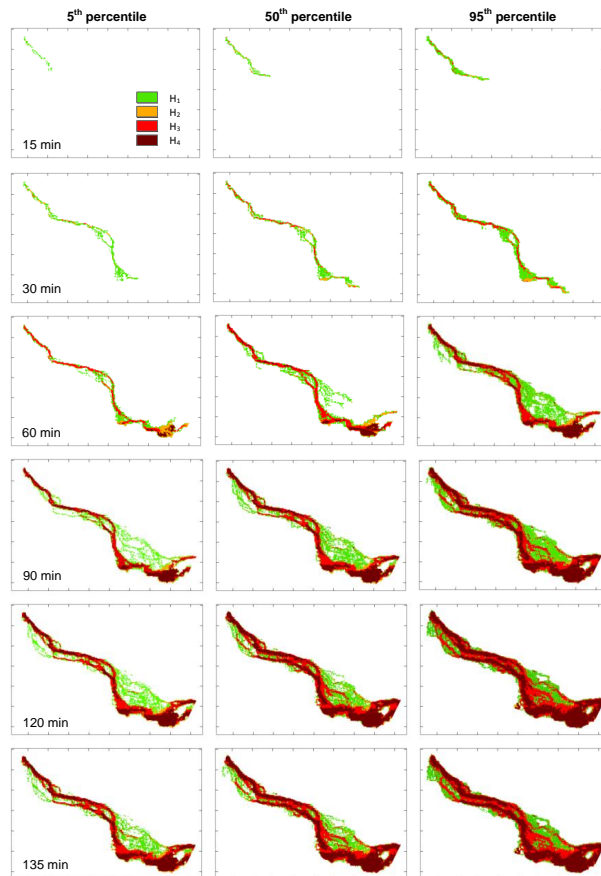 5th percentile 50th percentile 95th percentile
H1
H2
H3
H4
15 min
30 min
60 min
90 min
120 min
135 min